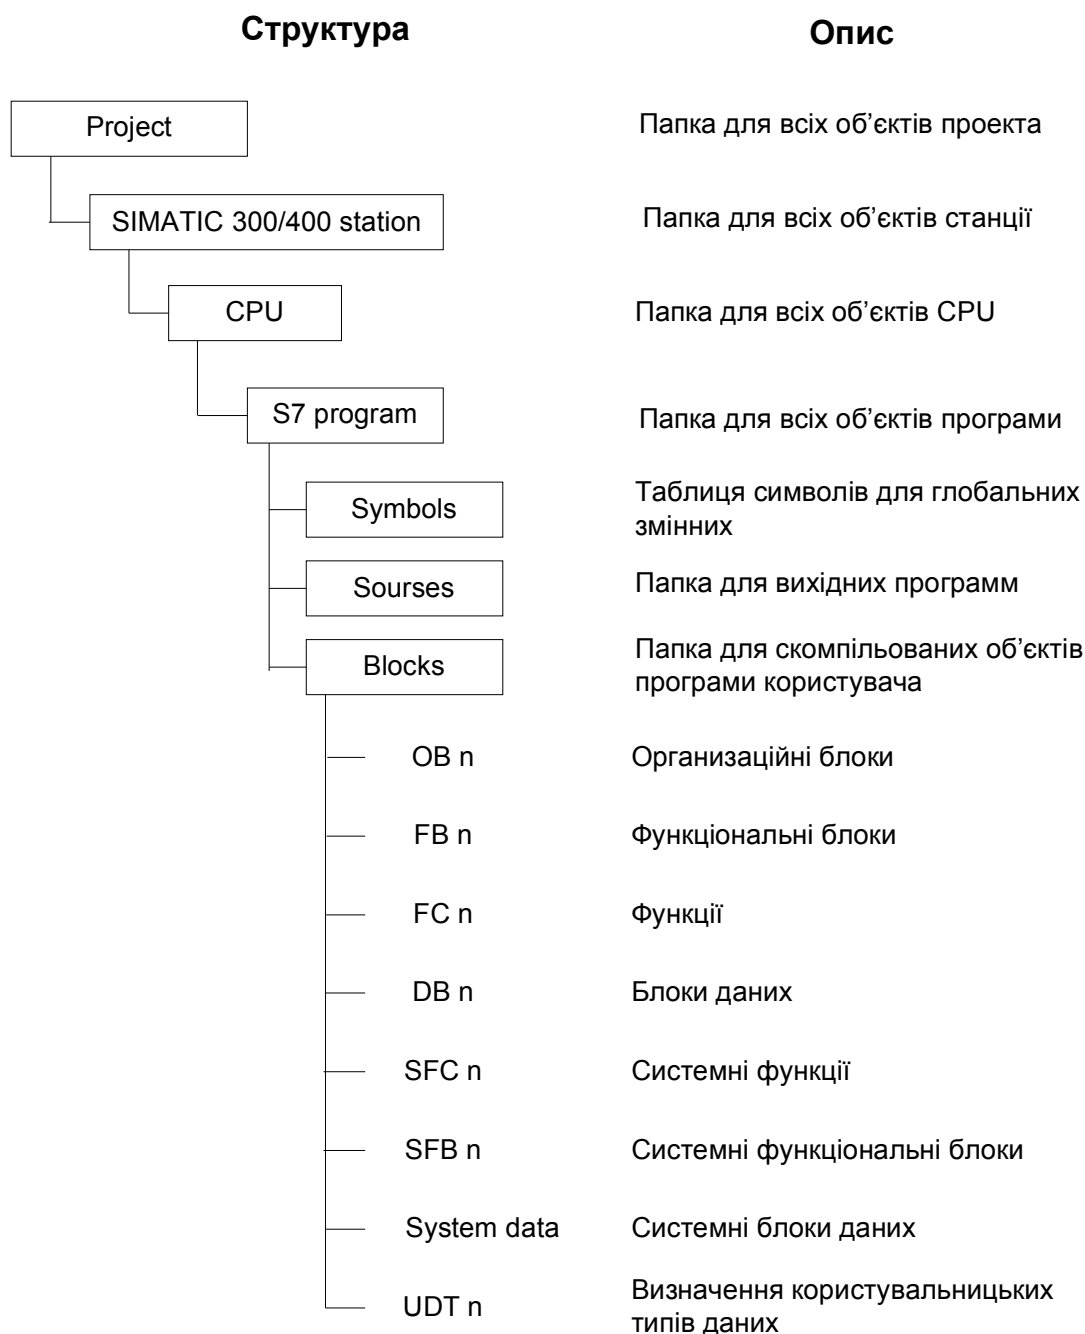 Структура Опис
Project Папка для всіх об’єктів проекта
SIMATIC 300/400 station Папка для всіх об’єктів станції
CPU Папка для всіх об’єктів CPU
S7 program Папка для всіх об’єктів програми
Symbols Таблиця символів для глобальних
змінних
Sourses Папка для вихідних программ
Blocks Папка для скомпільованих об’єктів
програми користувача
OB n Организаційні блоки
FB n Функціональні блоки
FC n Функції
DB n Блоки даних
SFC n Системні функції
SFB n Системні функціональні блоки
System data Системні блоки даних
UDT n Визначення користувальницьких
типів даних